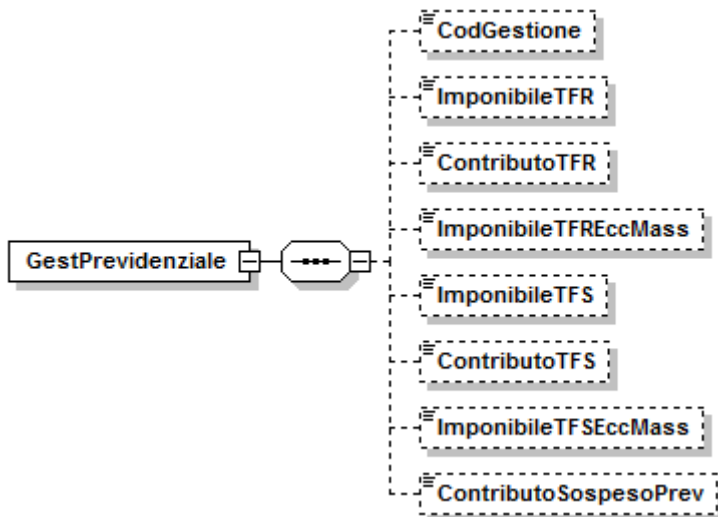 CodGestione
ImponibileTFR
ContributoTFR
ImponibileTFREccMass
GestPrevidenziale
ImponibileTFS
ContributoTFS
ImponibileTFSEccMass
ContributoSospesoPrev